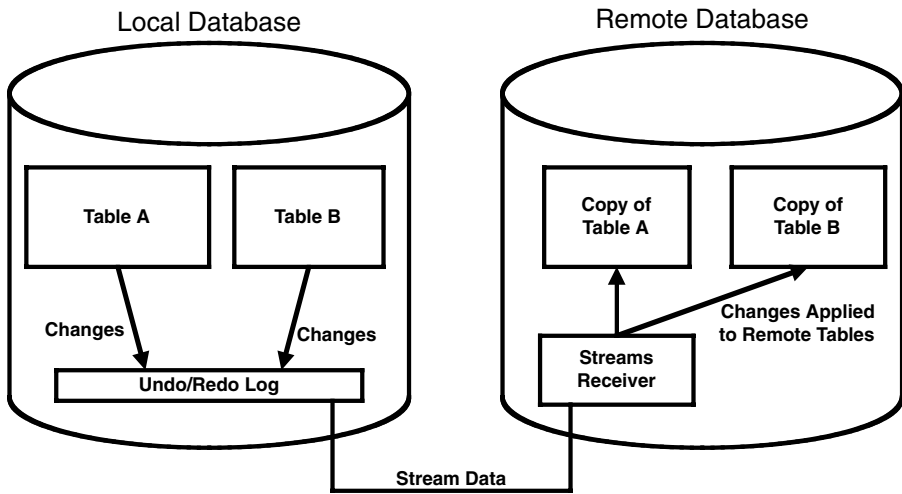 Local Database
Remote Database
Table A
Table B
Copy of
Table A
Copy of
Table B
Changes
Changes
Changes Applied
to Remote Tables
Undo/Redo Log
Streams
Receiver
Stream Data